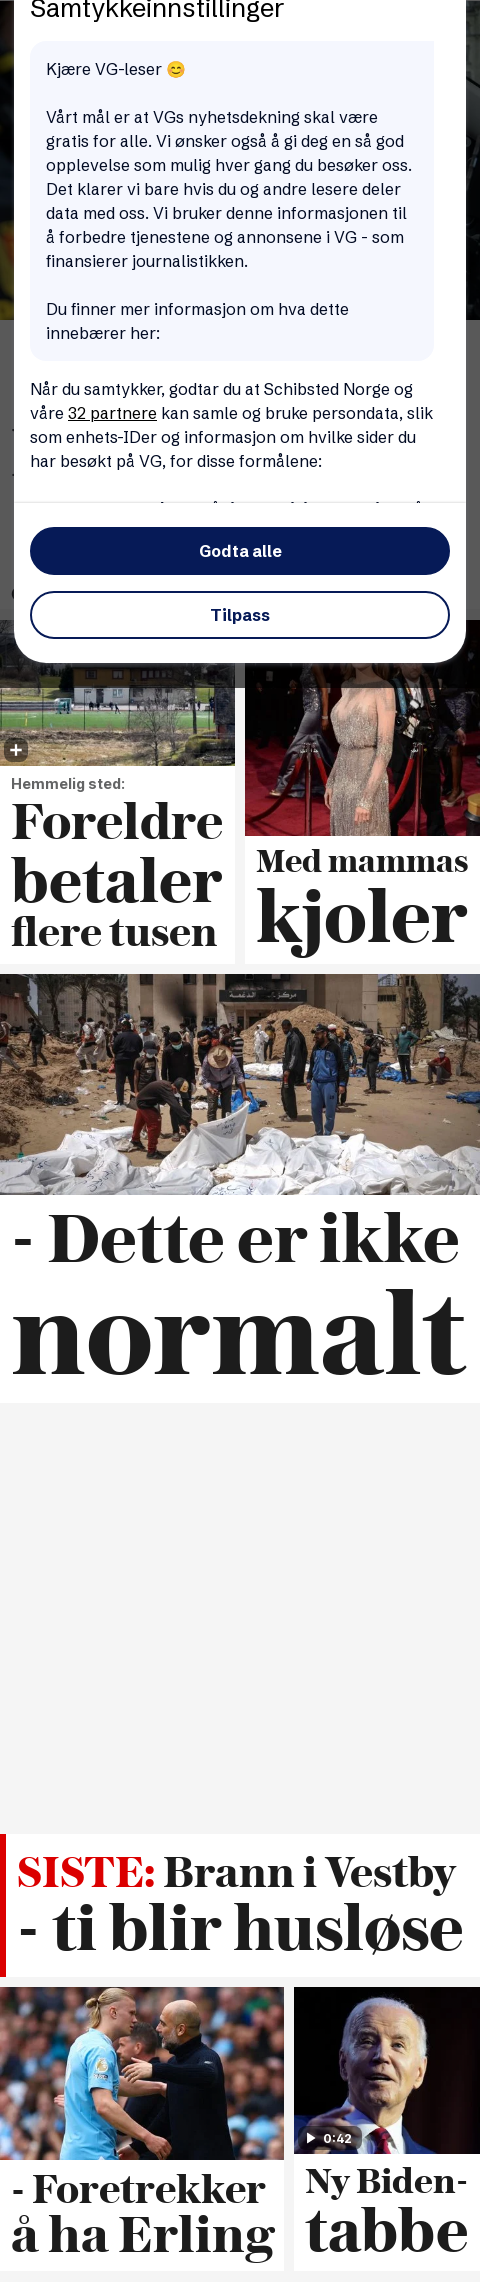 Samtykkeinnstillinger
Kjære VG-leser 😊
Vårt mål er at VGs nyhetsdekning skal være
gratis for alle. Vi ønsker også å gi deg en så god
opplevelse som mulig hver gang du besøker oss.
Det klarer vi bare hvis du og andre lesere deler
data med oss. Vi bruker denne informasjonen til
å forbedre tjenestene og annonsene i VG - som
finansierer journalistikken.
Du finner mer informasjon om hva dette
innebærer her:
Når du samtykker, godtar du at Schibsted Norge og
våre 32 partnere kan samle og bruke persondata, slik
som enhets-IDer og informasjon om hvilke sider du
har besøkt på VG, for disse formålene:
Godta alle
Tilpass
Hemmelig sted:
Foreldre
betaler
flere tusen
Med mammas
kjoler
- Dette er ikke
normalt
SISTE: Brann i Vestby
- ti blir husløse
- Foretrekker
å ha Erling
0:42
Ny Biden-
tabbe